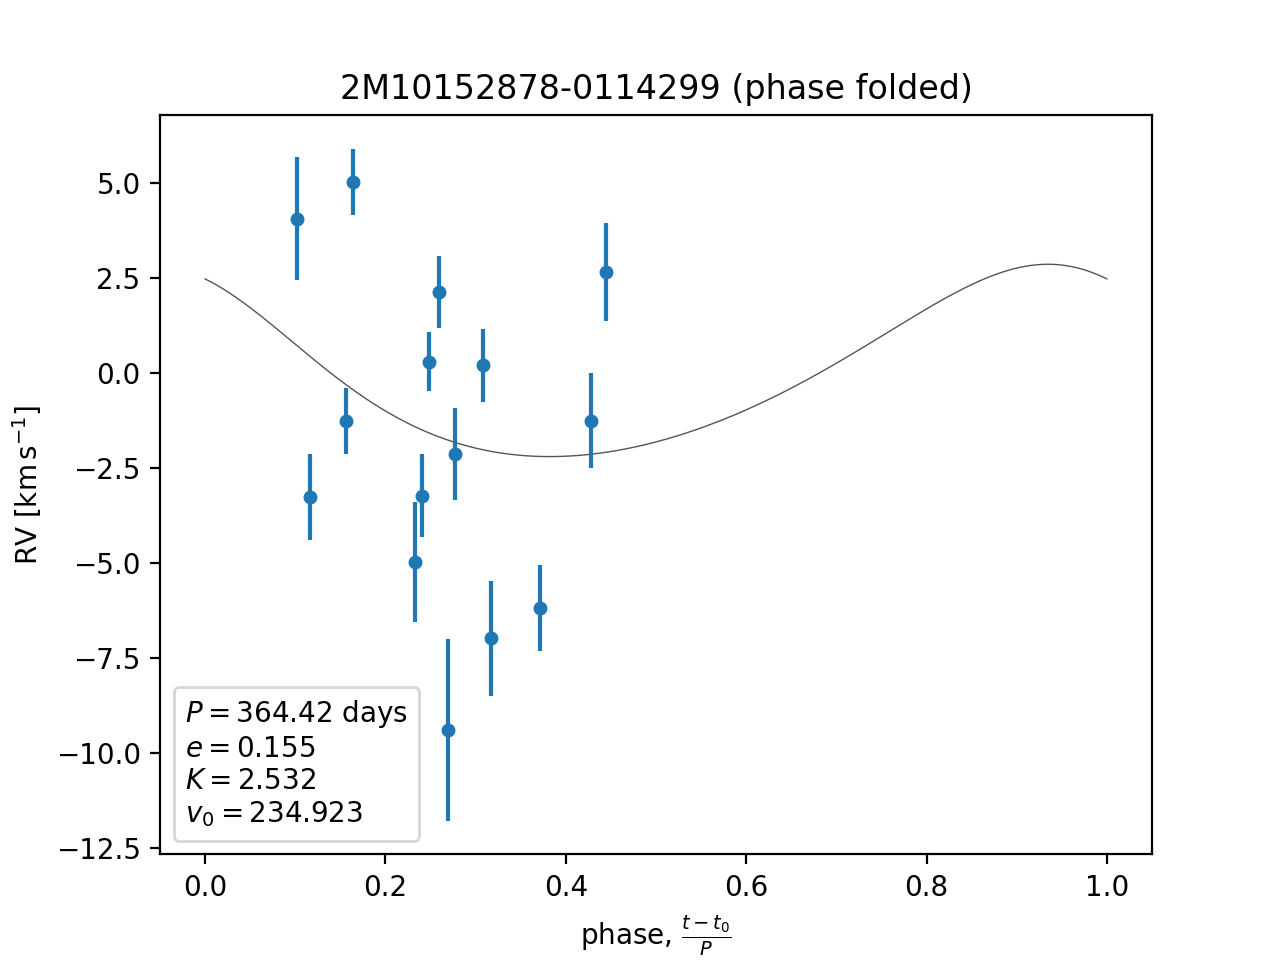 2M10152878-0114299 (phase folded)
5.0
2.5
0.0
−2.5
−5.0
−7.5
−10.0
−12.5
RV [km s⁻¹]
P = 364.42 days
e = 0.155
K = 2.532
v₀ = 234.923
0.0 0.2 0.4 0.6 0.8 1.0
phase, (t − t₀)/P